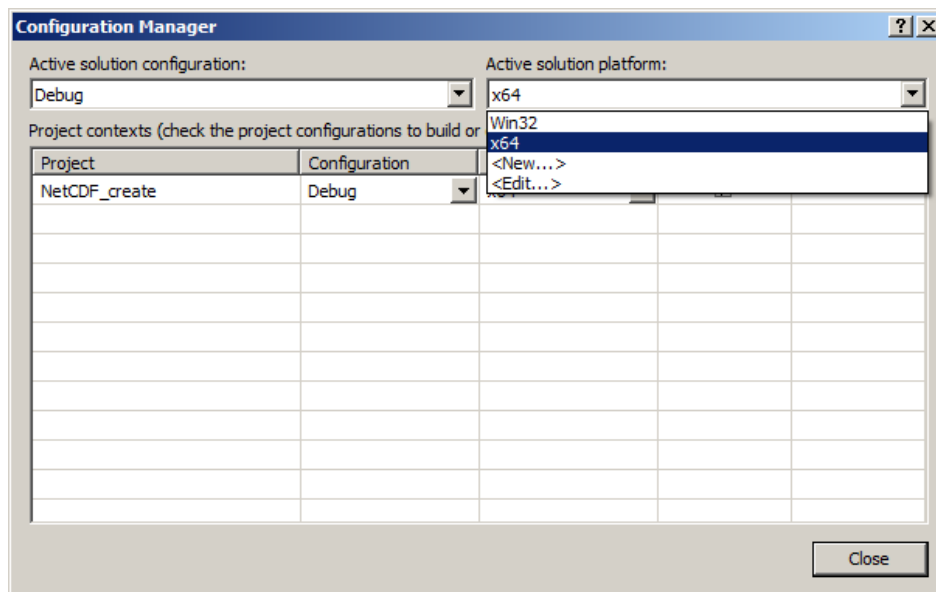 Configuration Manager
Active solution configuration:
Active solution platform:
Debug
x64
Project contexts (check the project configurations to build or
Win32
x64
<New...>
<Edit...>
Project
Configuration
NetCDF_create
Debug
Close